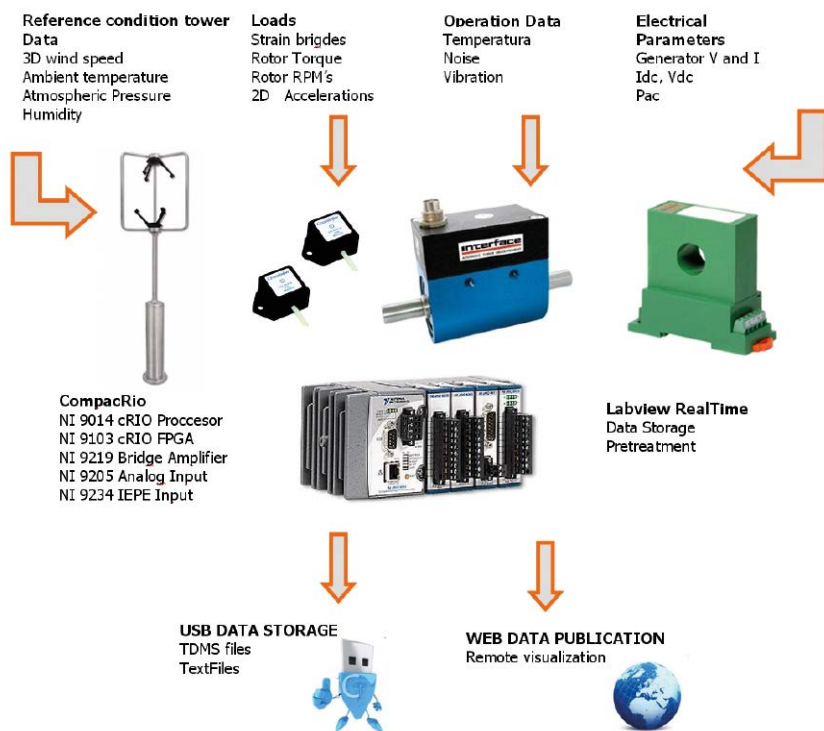 Reference condition tower
Data
3D wind speed
Ambient temperature
Atmospheric Pressure
Humidity
Loads
Strain brigdes
Rotor Torque
Rotor RPM's
2D Accelerations
Operation Data
Temperatura
Noise
Vibration
Electrical
Parameters
Generator V and I
Idc, Vdc
Pac
interface
CompacRio
NI 9014 cRIO Proccesor
NI 9103 cRIO FPGA
NI 9219 Bridge Amplifier
NI 9205 Analog Input
NI 9234 IEPE Input
Labview RealTime
Data Storage
Pretreatment
USB DATA STORAGE
TDMS files
TextFiles
WEB DATA PUBLICATION
Remote visualization